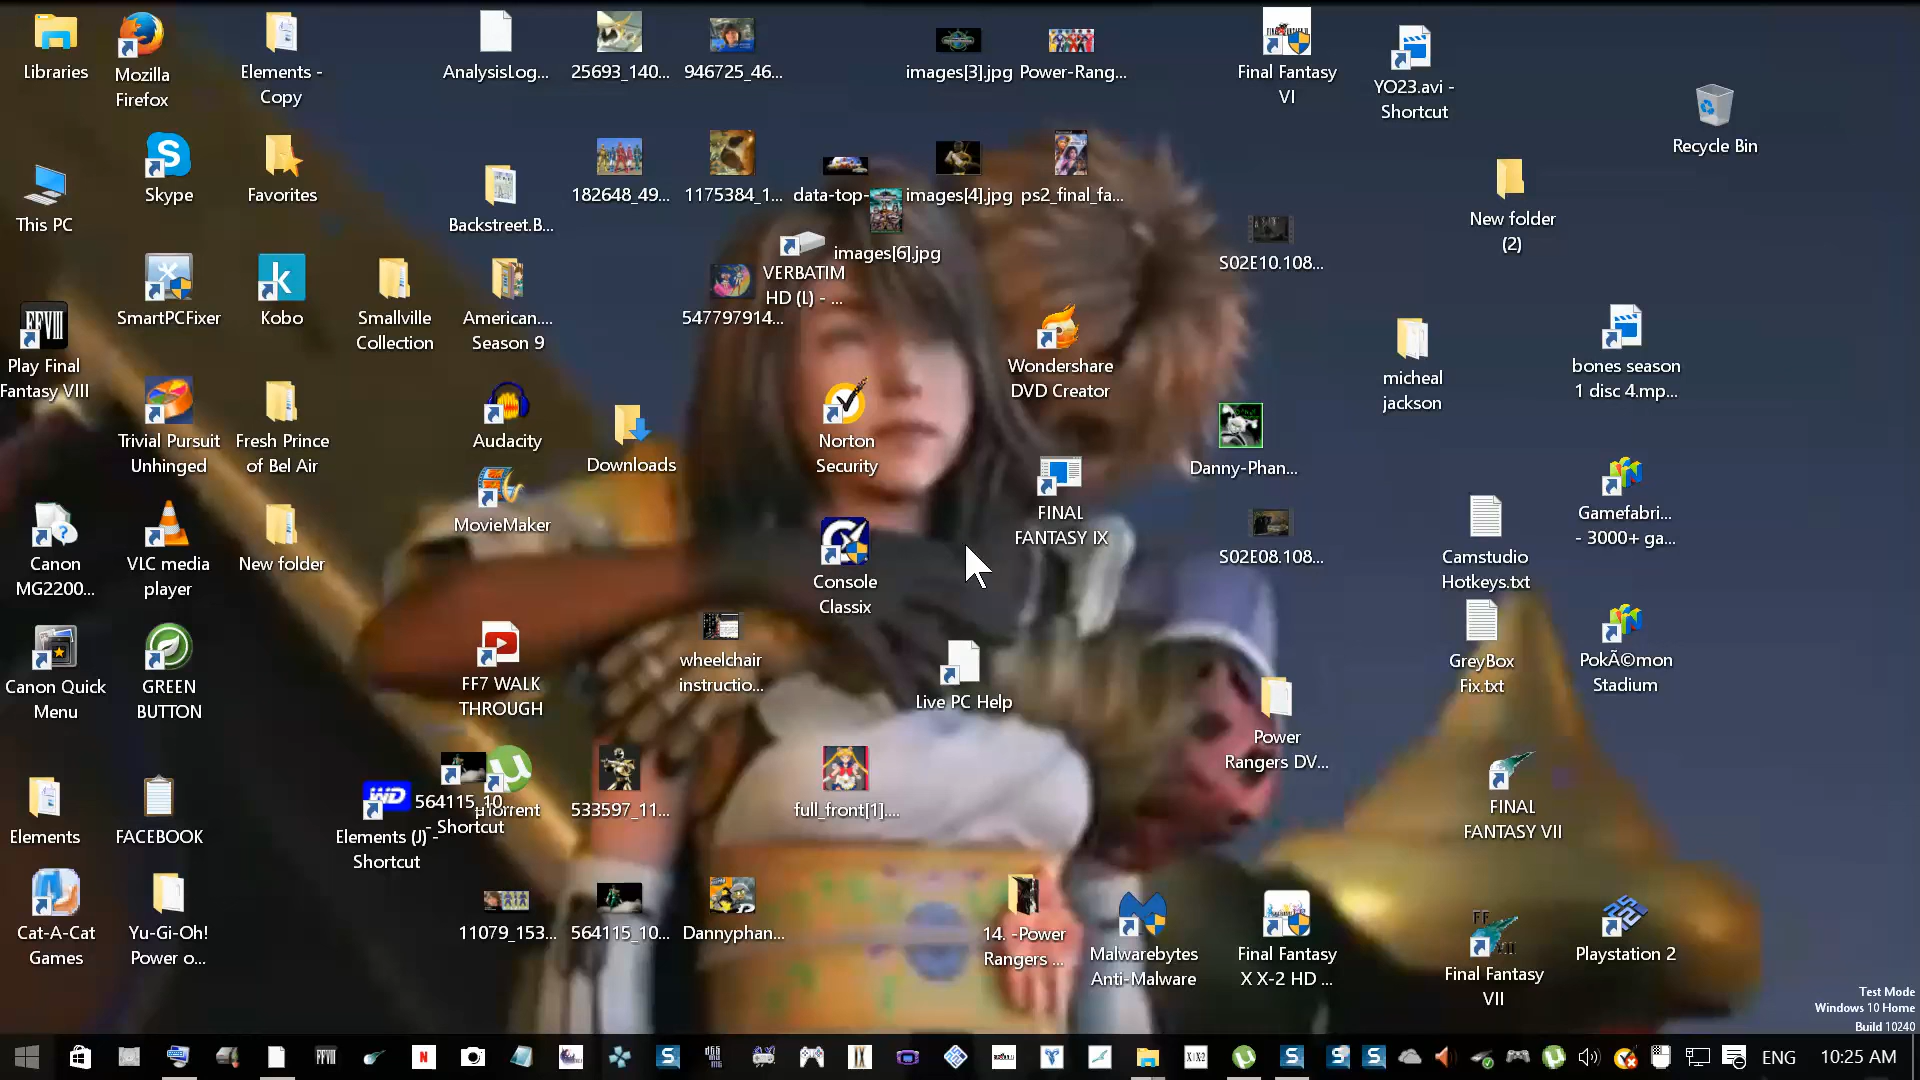 Libraries
Mozilla
Firefox
Elements -
Copy
AnalysisLog...
25693_140...
946725_46...
images[3].jpg
Power-Rang...
Final Fantasy
VI
YO23.avi -
Shortcut
Recycle Bin
This PC
Skype
Favorites
Backstreet.B...
182648_49...
1175384_1...
data-top-
images[4].jpg
ps2_final_fa...
New folder
(2)
images[6].jpg
VERBATIM
HD (L) - ...
S02E10.108...
FFVIII
Play Final
Fantasy VIII
SmartPCFixer
k
Kobo
Smallville
Collection
American....
Season 9
547797914...
Wondershare
DVD Creator
micheal
jackson
bones season
1 disc 4.mp...
Trivial Pursuit
Unhinged
Fresh Prince
of Bel Air
Audacity
Downloads
Norton
Security
Danny-Phan...
MovieMaker
FINAL
FANTASY IX
Gamefabri...
- 3000+ ga...
Canon
MG2200...
VLC media
player
New folder
Console
Classix
S02E08.108...
Camstudio
Hotkeys.txt
Canon Quick
Menu
GREEN
BUTTON
FF7 WALK
THROUGH
wheelchair
instructio...
Live PC Help
GreyBox
Fix.txt
PokÃ©mon
Stadium
Power
Rangers DV...
Elements
FACEBOOK
WD
Elements (J) -
Shortcut
564115_10...
- Shortcut
µTorrent
533597_11...
full_front[1]....
FINAL
FANTASY VII
Cat-A-Cat
Games
Yu-Gi-Oh!
Power o...
11079_153...
564115_10...
Dannyphan...
14. -Power
Rangers ...
Malwarebytes
Anti-Malware
Final Fantasy
X X-2 HD ...
Final Fantasy
VII
Playstation 2
Test Mode
Windows 10 Home
Build 10240
ENG
10:25 AM